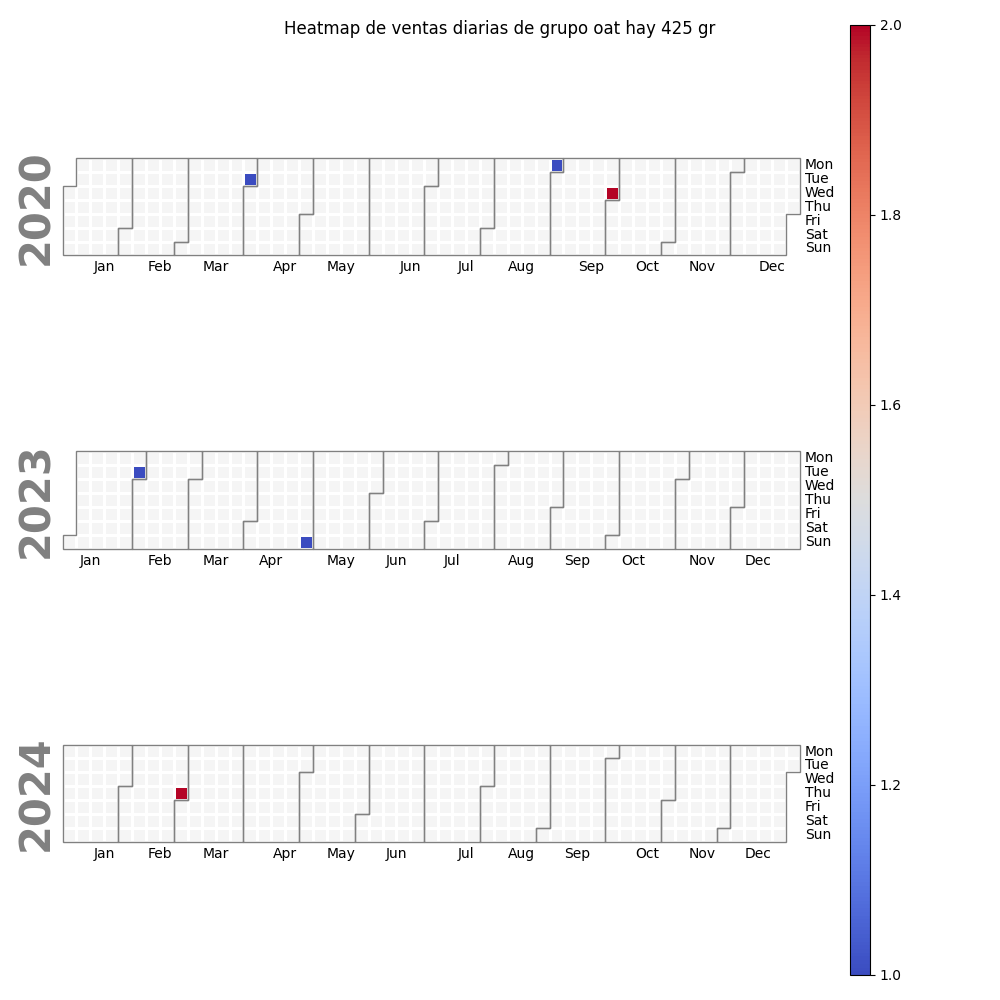 Heatmap de ventas diarias de grupo oat hay 425 gr
2020
Mon
Tue
Wed
Thu
Fri
Sat
Sun
Jan Feb Mar Apr May Jun Jul Aug Sep Oct Nov Dec
2023
Mon
Tue
Wed
Thu
Fri
Sat
Sun
Jan Feb Mar Apr May Jun Jul Aug Sep Oct Nov Dec
2024
Mon
Tue
Wed
Thu
Fri
Sat
Sun
Jan Feb Mar Apr May Jun Jul Aug Sep Oct Nov Dec
2.0
1.8
1.6
1.4
1.2
1.0